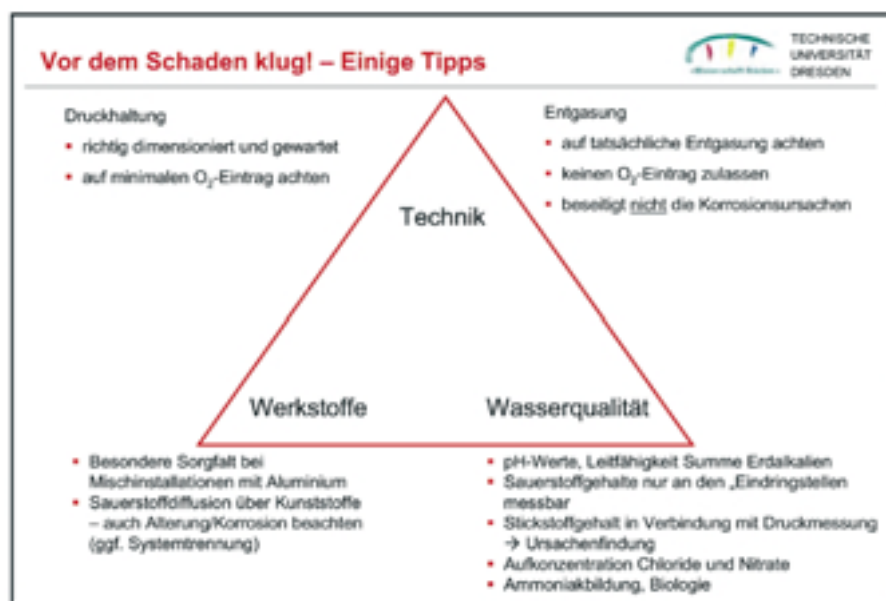 Vor dem Schaden klug! – Einige Tipps
TECHNISCHE
UNIVERSITÄT
DRESDEN
Druckhaltung
▪ richtig dimensioniert und gewartet
▪ auf minimalen O₂-Eintrag achten
Entgasung
▪ auf tatsächliche Entgasung achten
▪ keinen O₂-Eintrag zulassen
▪ beseitigt nicht die Korrosionsursachen
Technik
Werkstoffe
Wasserqualität
▪ Besondere Sorgfalt bei
Mischinstallationen mit Aluminium
▪ Sauerstoffdiffusion über Kunststoffe
– auch Alterung/Korrosion beachten
(ggf. Systemtrennung)
▪ pH-Werte, Leitfähigkeit Summe Erdalkalien
▪ Sauerstoffgehalte nur an den „Eindringstellen
messbar
▪ Stickstoffgehalt in Verbindung mit Druckmessung
→ Ursachenfindung
▪ Aufkonzentration Chloride und Nitrate
▪ Ammoniakbildung, Biologie